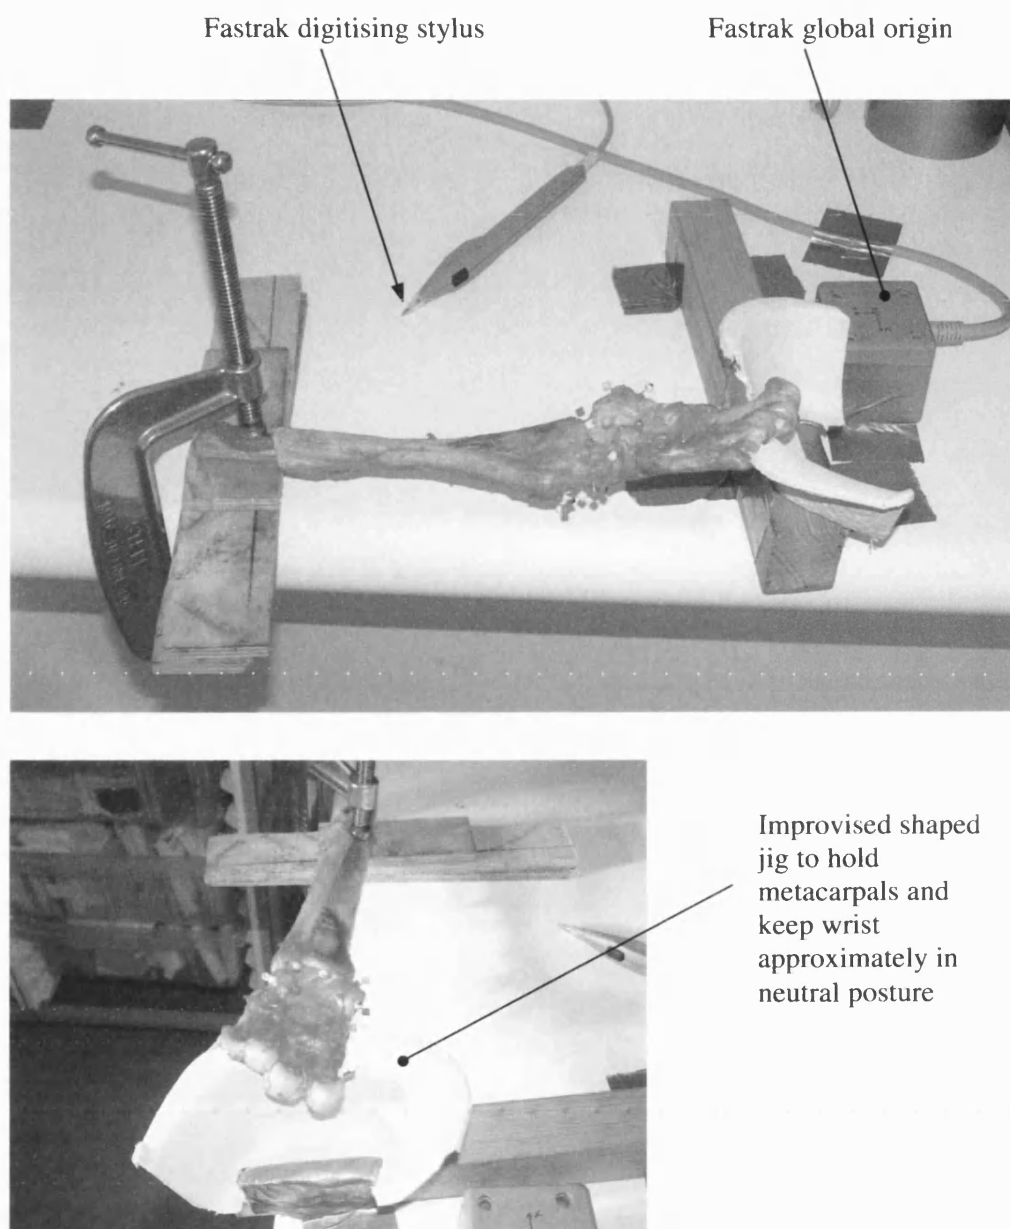 Fastrak digitising stylus
Fastrak global origin
Improvised shaped
jig to hold
metacarpals and
keep wrist
approximately in
neutral posture